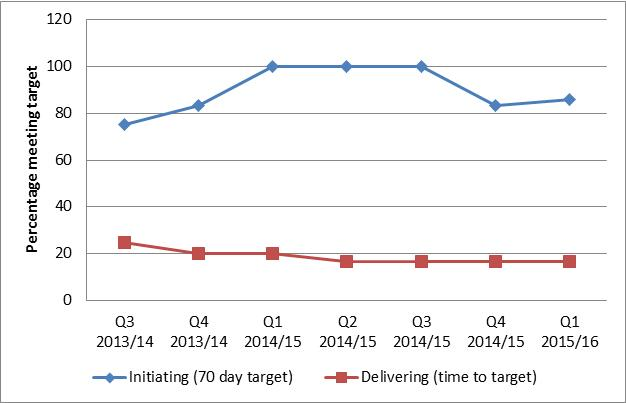 120
100
80
60
40
20
0
Percentage meeting target
Q3 Q4 Q1 Q2 Q3 Q4 Q1
2013/14 2013/14 2014/15 2014/15 2014/15 2014/15 2015/16
Initiating (70 day target) Delivering (time to target)